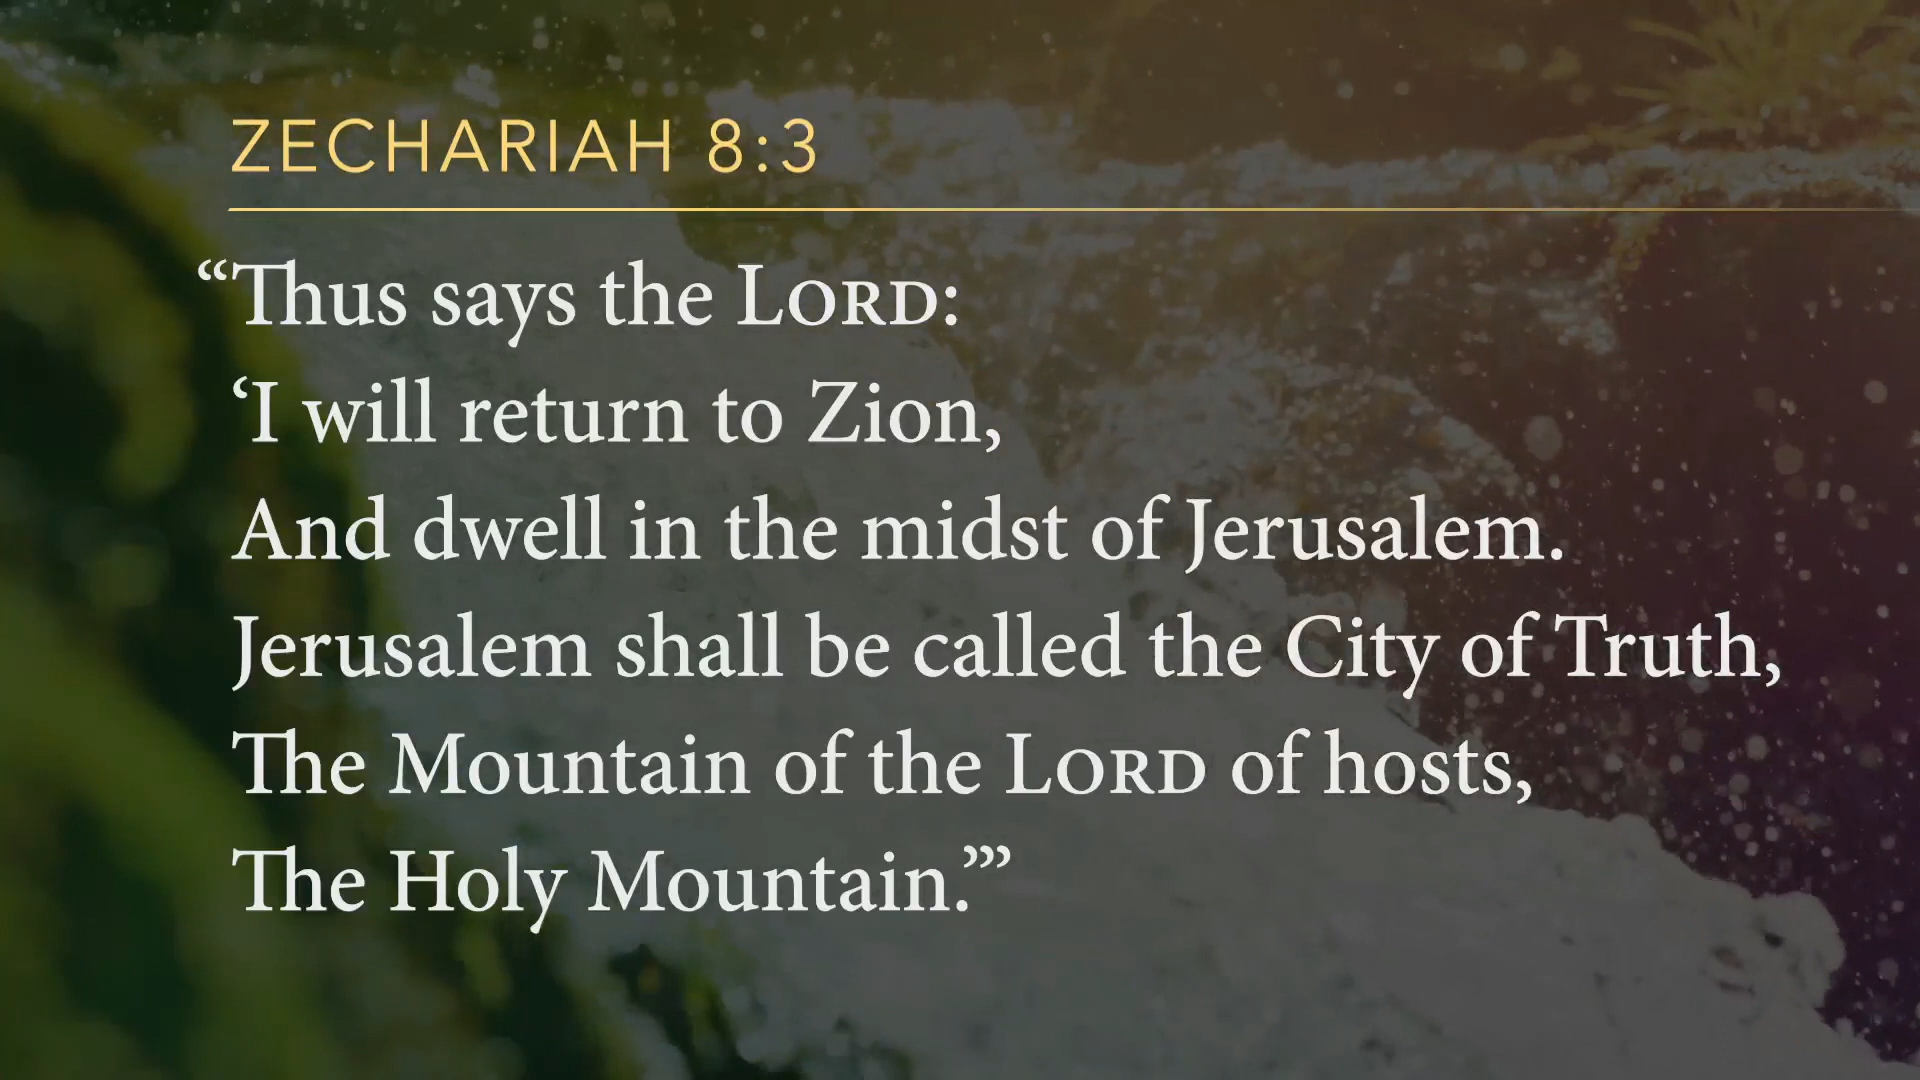 ZECHARIAH 8:3
“Thus says the LORD:
‘I will return to Zion,
And dwell in the midst of Jerusalem.
Jerusalem shall be called the City of Truth,
The Mountain of the LORD of hosts,
The Holy Mountain.’”